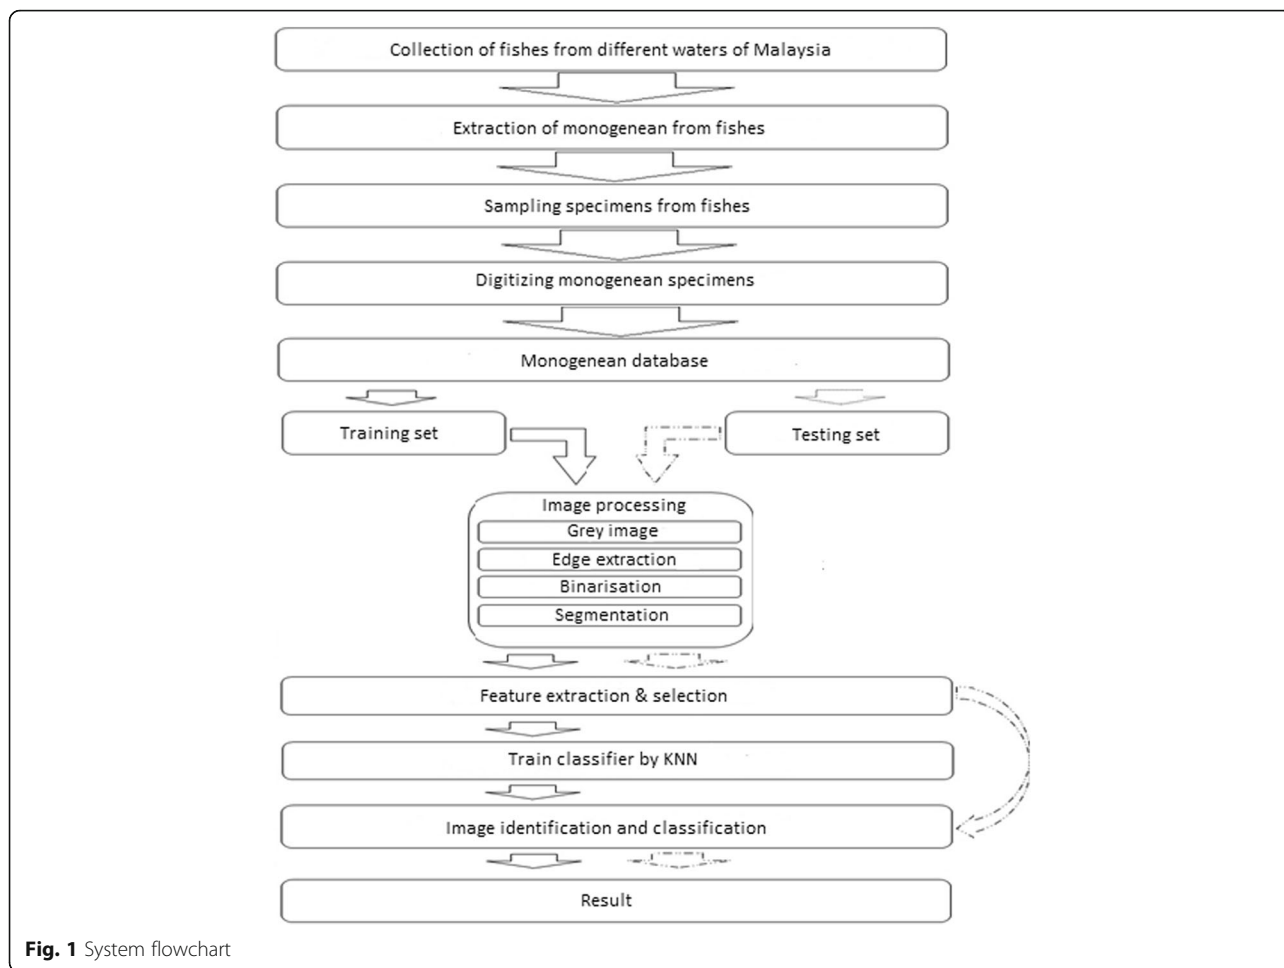 Collection of fishes from different waters of Malaysia
Extraction of monogenean from fishes
Sampling specimens from fishes
Digitizing monogenean specimens
Monogenean database
Training set
Testing set
Image processing
Grey image
Edge extraction
Binarisation
Segmentation
Feature extraction & selection
Train classifier by KNN
Image identification and classification
Result
Fig. 1 System flowchart